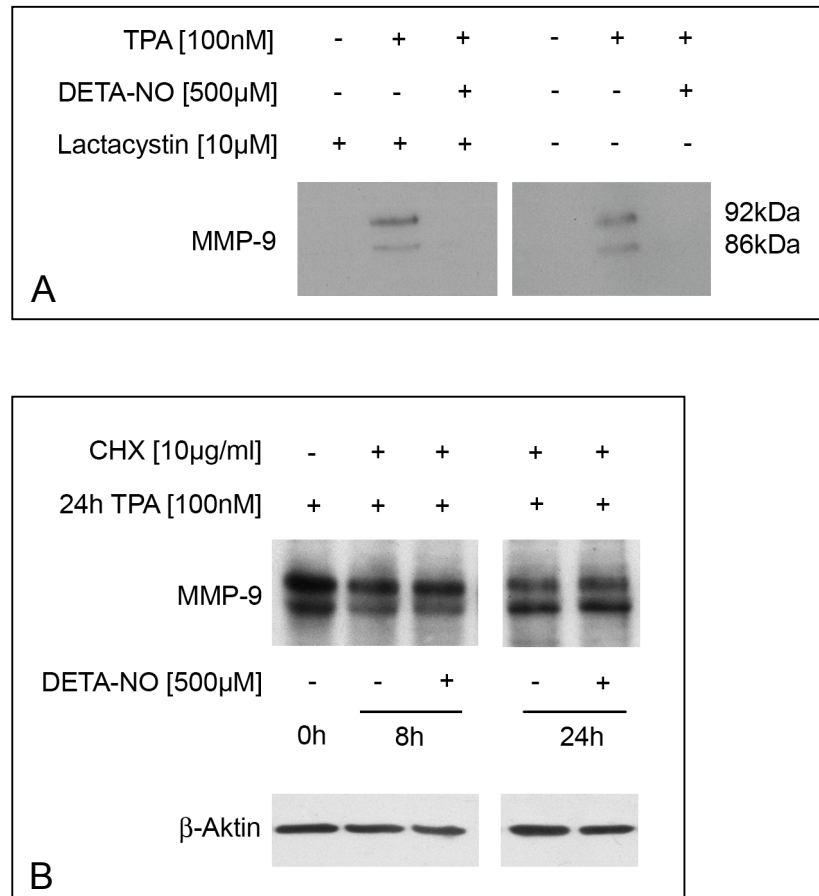 TPA [100nM] - + + - + +
DETA-NO [500µM] - - + - - +
Lactacystin [10µM] + + + - - -
92kDa
MMP-9
86kDa
A
CHX [10µg/ml] - + + + +
24h TPA [100nM] + + + + +
MMP-9
DETA-NO [500µM] - - + - +
0h 8h 24h
β-Aktin
B